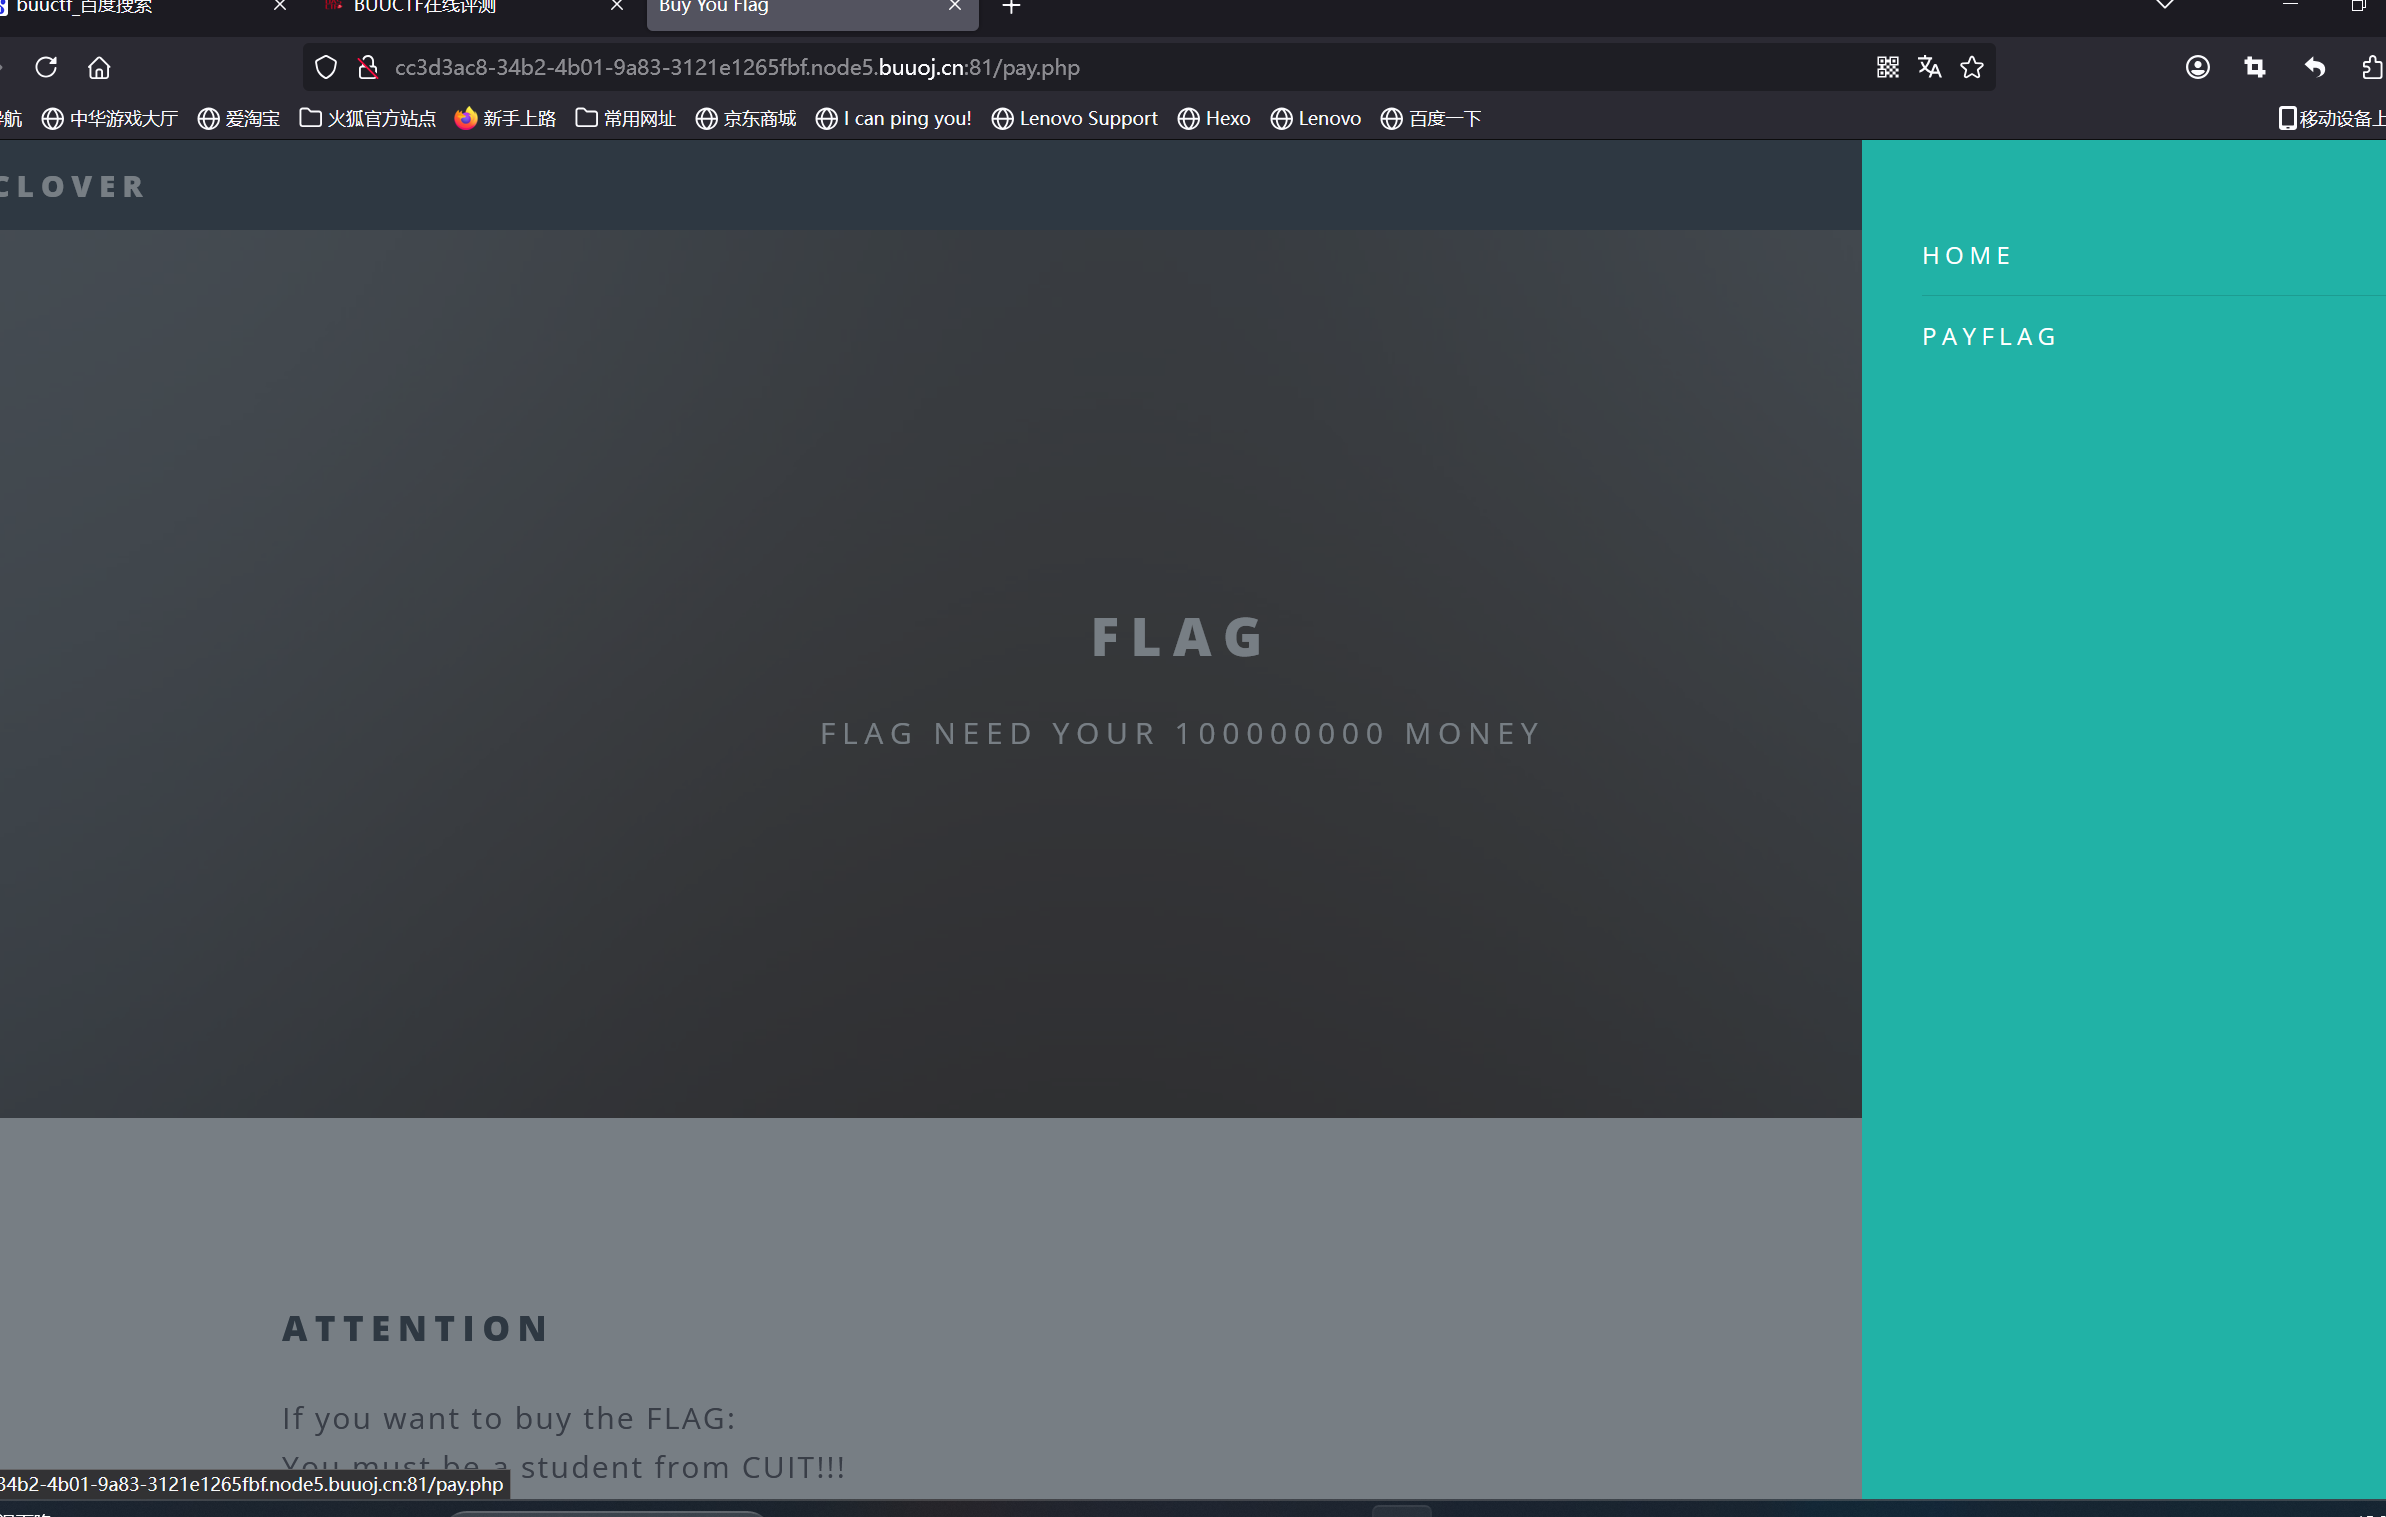 buuctf_百度搜索
BUUCTF在线评测
Buy You Flag
cc3d3ac8-34b2-4b01-9a83-3121e1265fbf.node5.buuoj.cn:81/pay.php
航 中华游戏大厅 爱淘宝 火狐官方站点 新手上路 常用网址 京东商城 I can ping you! Lenovo Support Hexo Lenovo 百度一下 移动设备上
CLOVER
HOME
PAYFLAG
FLAG
FLAG NEED YOUR 100000000 MONEY
ATTENTION
If you want to buy the FLAG:
You must be a student from CUIT!!!
34b2-4b01-9a83-3121e1265fbf.node5.buuoj.cn:81/pay.php